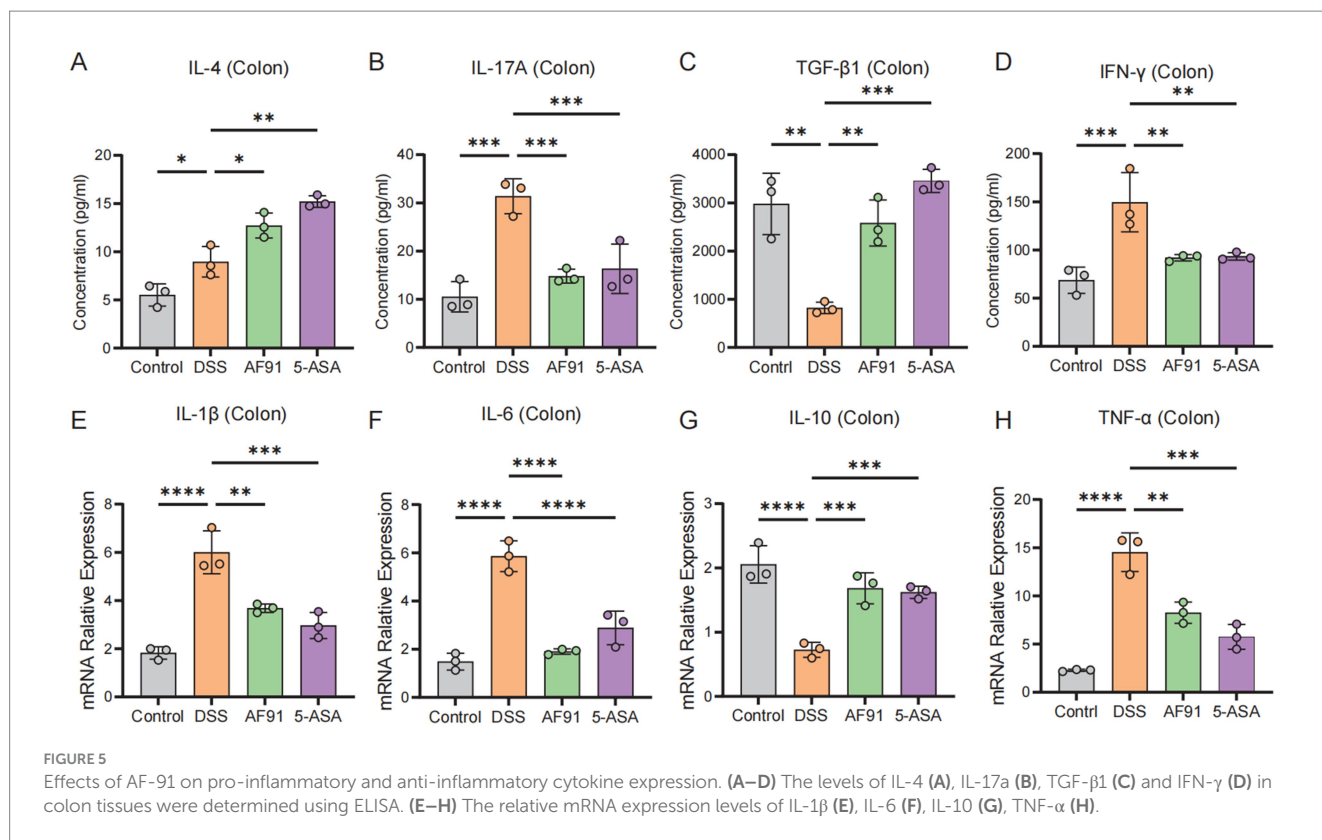 A
IL-4 (Colon)
**
*
*
Concentration (pg/ml)
20
15
10
5
0
Control DSS AF91 5-ASA
B
IL-17A (Colon)
***
***
***
Concentration (pg/ml)
40
30
20
10
0
Control DSS AF91 5-ASA
C
TGF-β1 (Colon)
***
**
**
Concentration (pg/ml)
4000
3000
2000
1000
0
Control DSS AF91 5-ASA
D
IFN-γ (Colon)
**
***
**
Concentration (pg/ml)
200
150
100
50
0
Control DSS AF91 5-ASA
E
IL-1β (Colon)
***
****
**
mRNA Ralative Expression
8
6
4
2
0
Control DSS AF91 5-ASA
F
IL-6 (Colon)
****
****
****
mRNA Ralative Expression
8
6
4
2
0
Control DSS AF91 5-ASA
G
IL-10 (Colon)
***
****
***
mRNA Ralative Expression
3
2
1
0
Control DSS AF91 5-ASA
H
TNF-α (Colon)
***
****
**
mRNA Ralative Expression
20
15
10
5
0
Contrl DSS AF91 5-ASA
FIGURE 5
Effects of AF-91 on pro-inflammatory and anti-inflammatory cytokine expression. (A–D) The levels of IL-4 (A), IL-17a (B), TGF-β1 (C) and IFN-γ (D) in
colon tissues were determined using ELISA. (E–H) The relative mRNA expression levels of IL-1β (E), IL-6 (F), IL-10 (G), TNF-α (H).